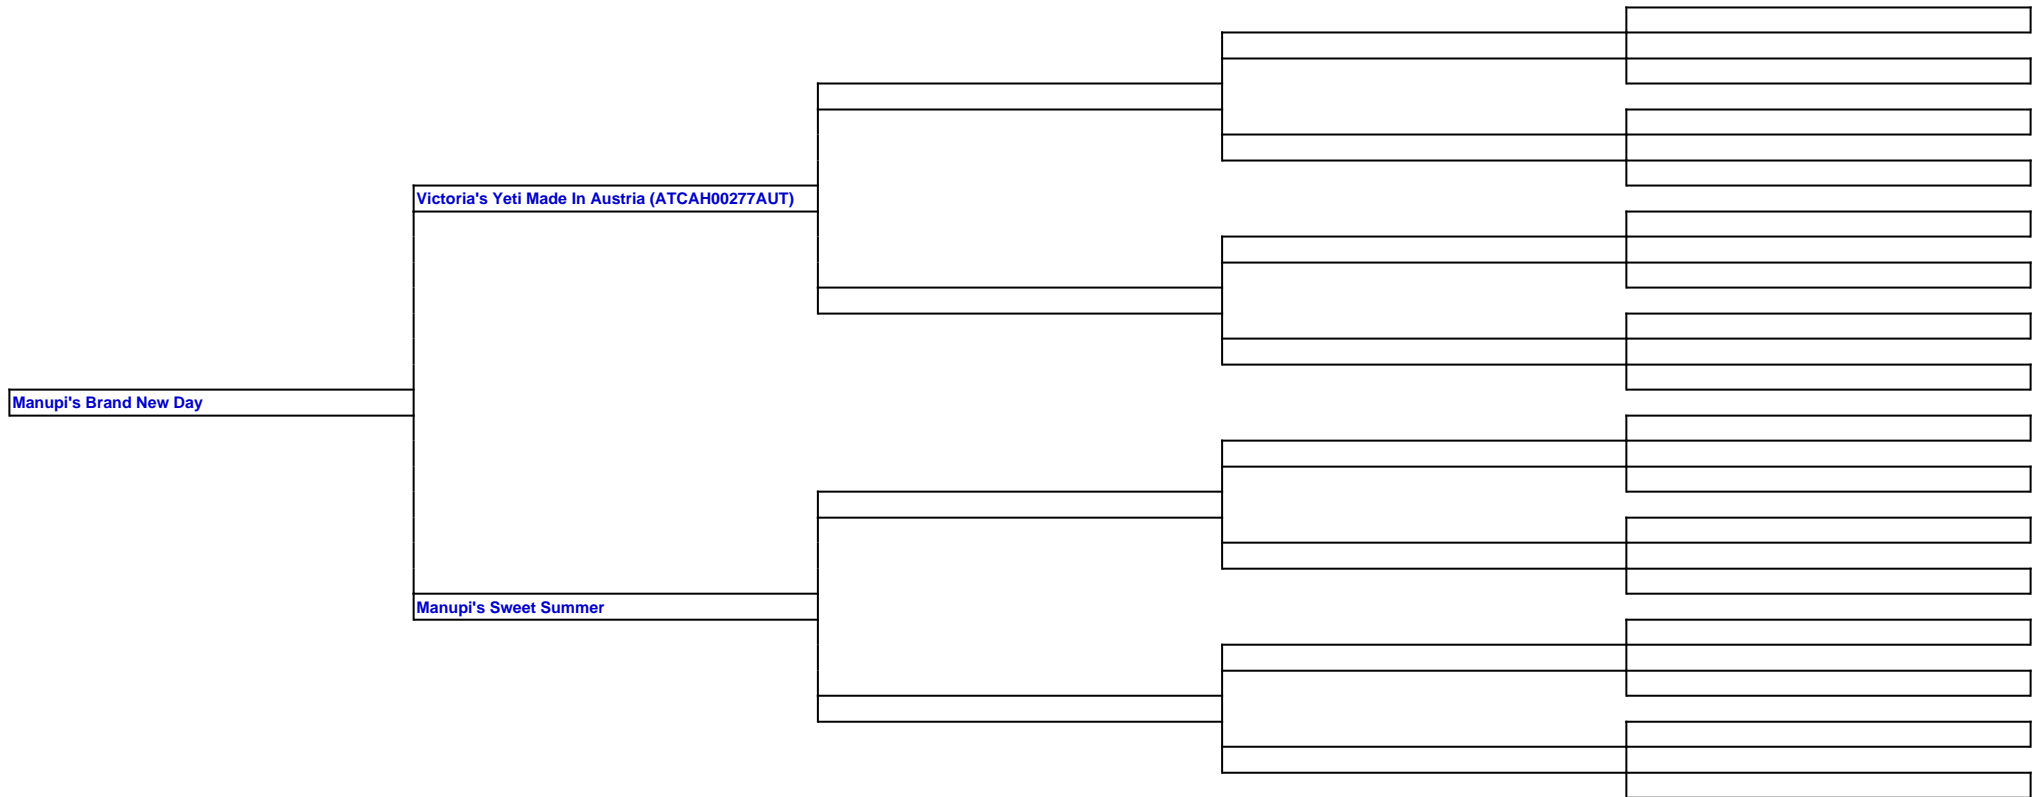 Victoria's Yeti Made In Austria (ATCAH00277AUT)
Manupi's Brand New Day
Manupi's Sweet Summer